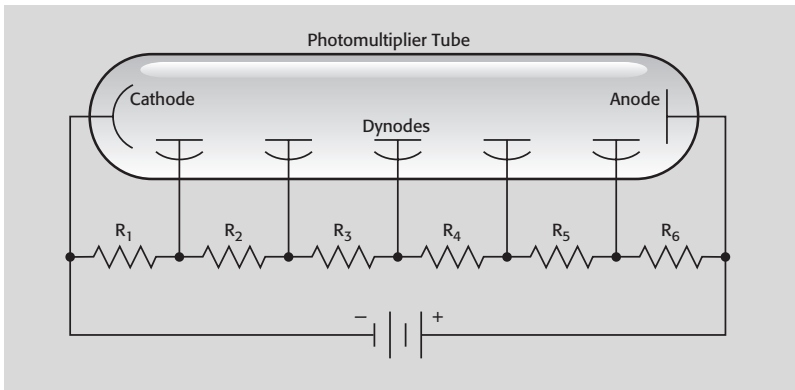 Photomultiplier Tube
Cathode
Anode
Dynodes
R1
R2
R3
R4
R5
R6
– +